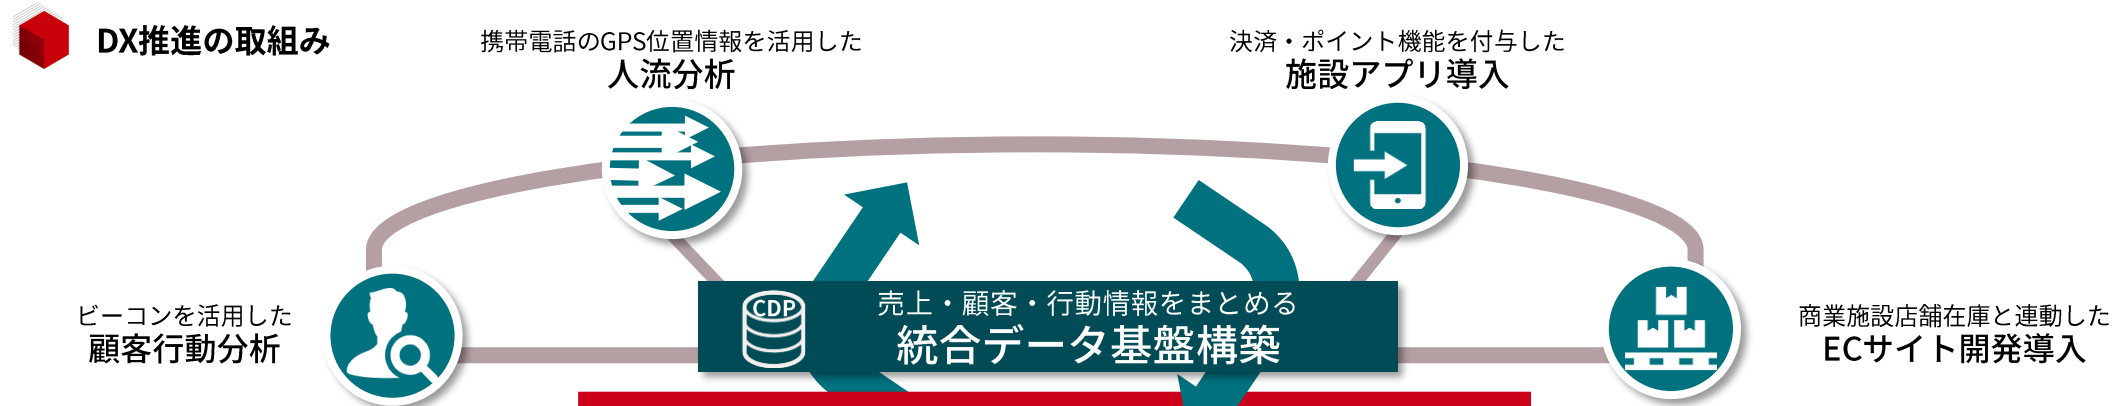 DX推進の取組み
携帯電話のGPS位置情報を活用した
人流分析
決済・ポイント機能を付与した
施設アプリ導入
ビーコンを活用した
顧客行動分析
CDP
売上・顧客・行動情報をまとめる
統合データ基盤構築
商業施設店舗在庫と連動した
ECサイト開発導入